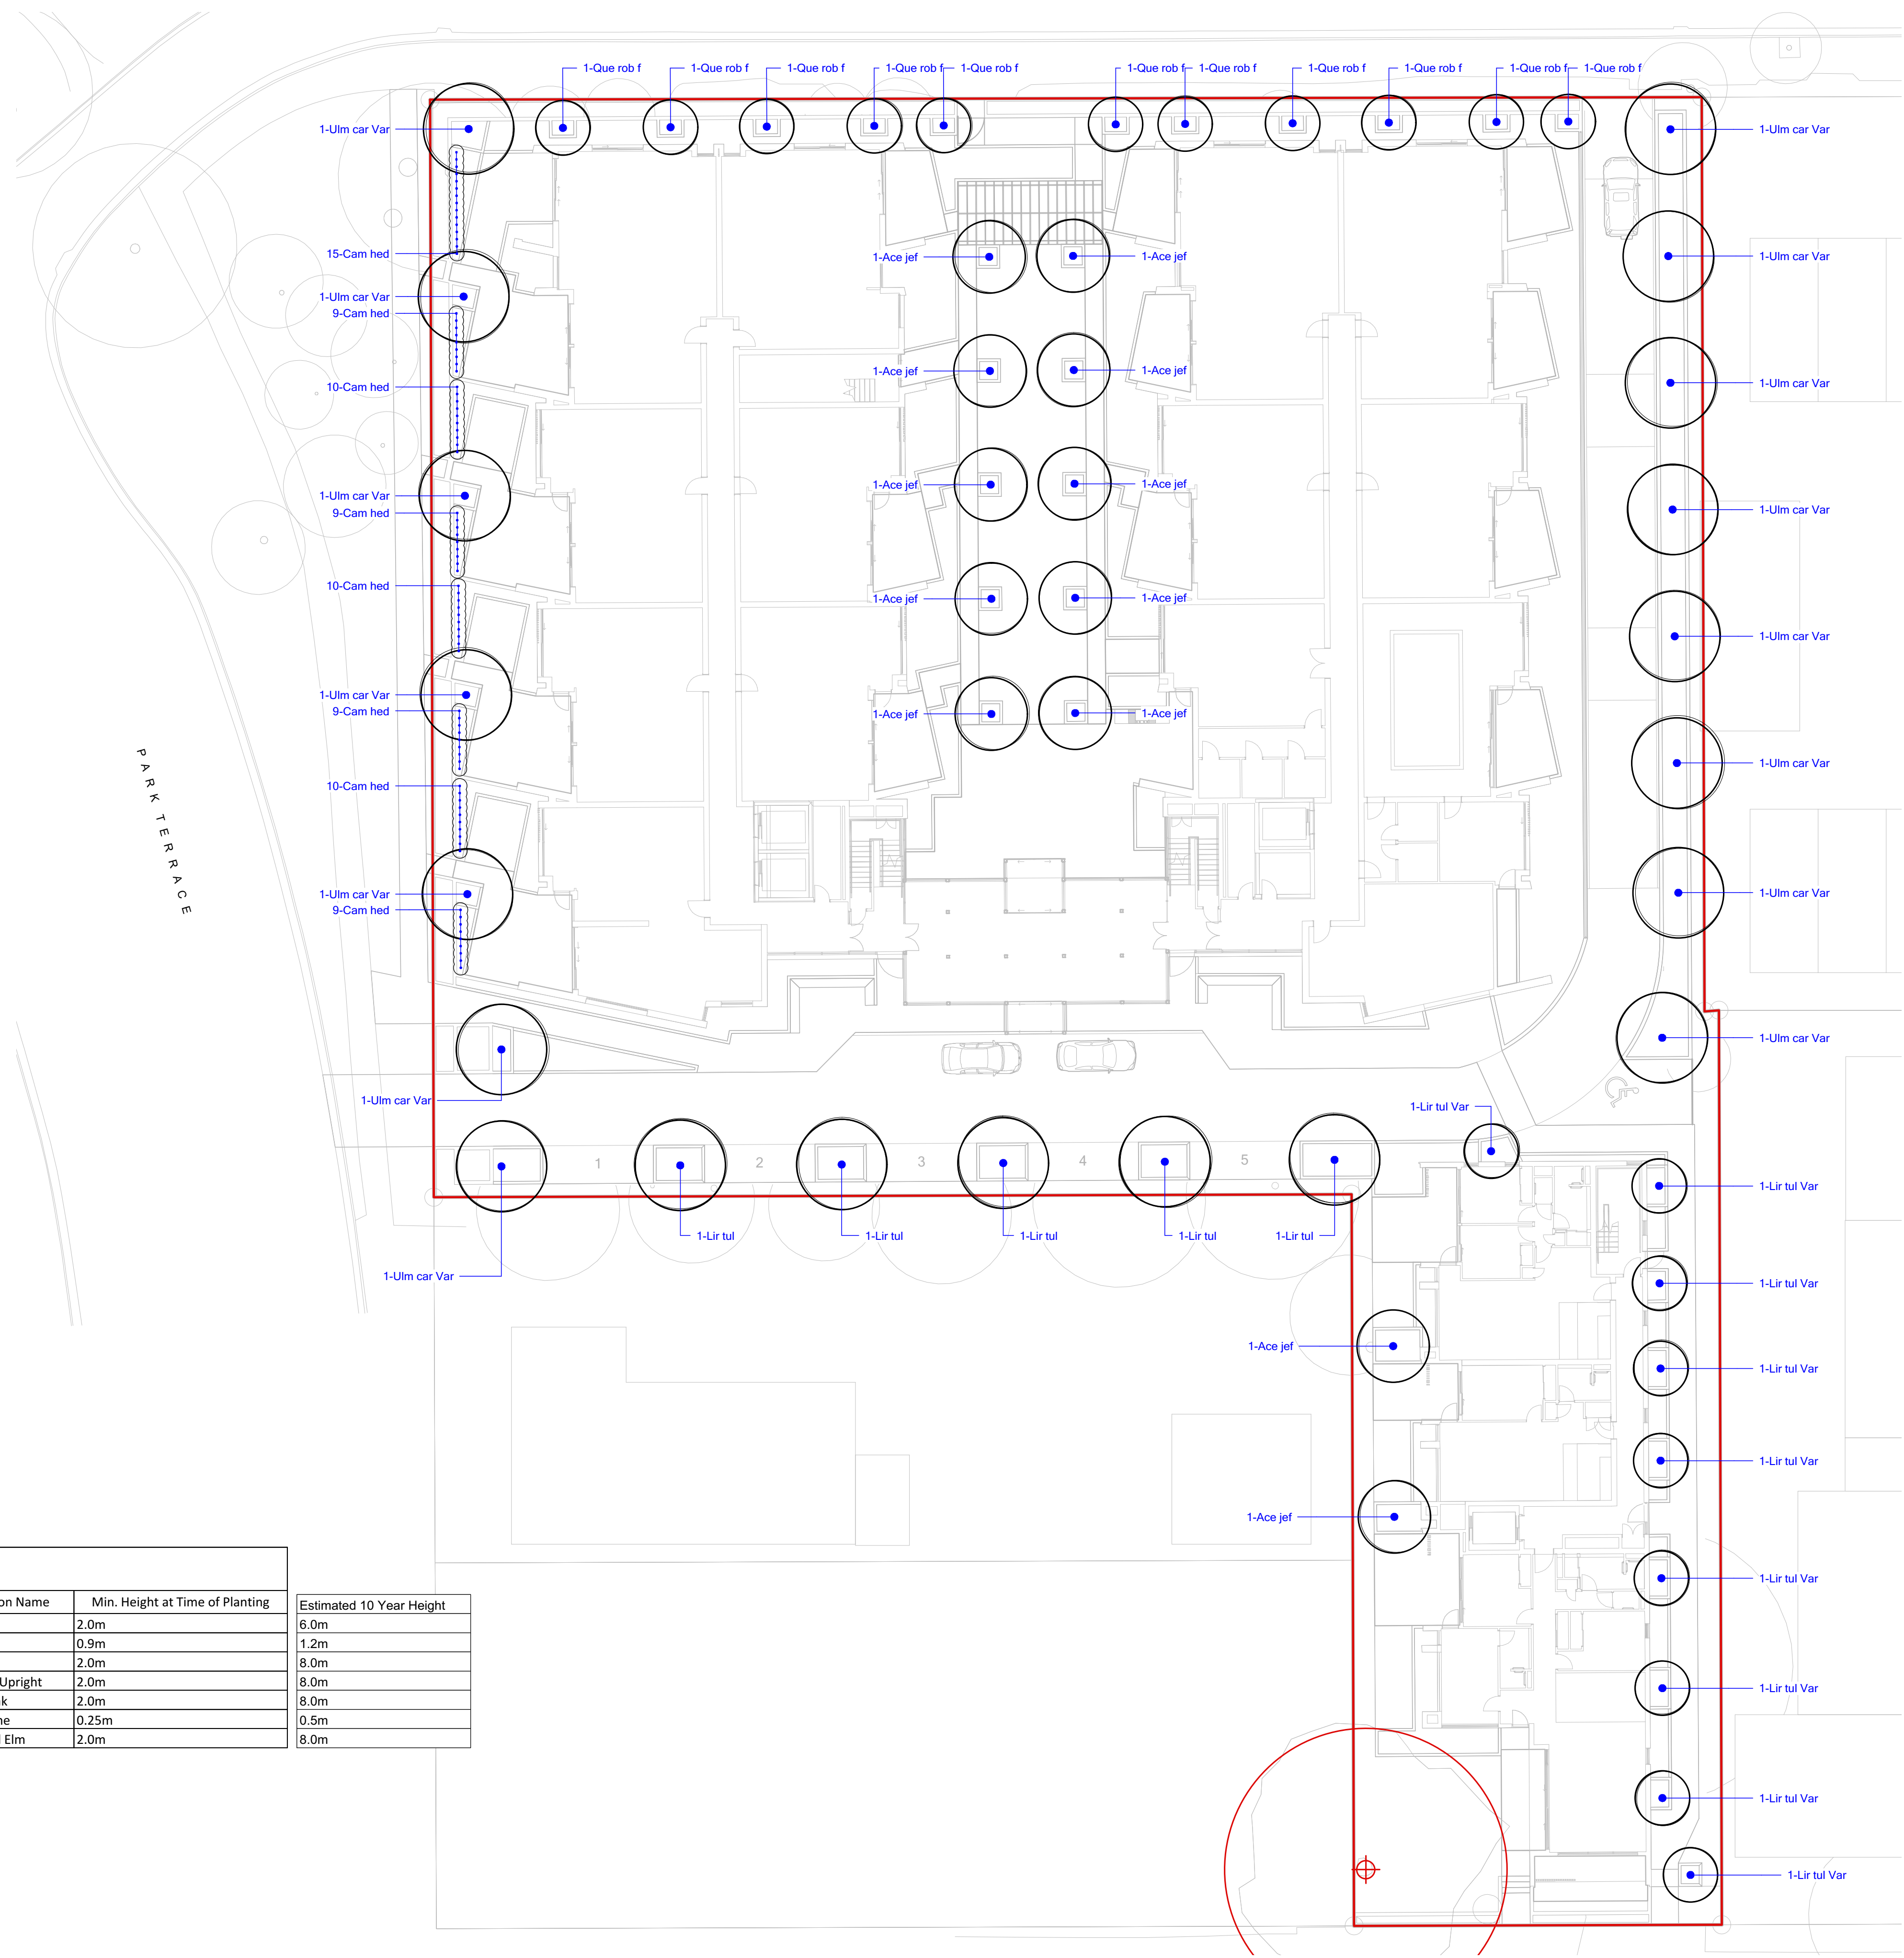 1-Que rob f
1-Que rob f
1-Que rob f
1-Que rob f
1-Que rob f
1-Que rob f
1-Que rob f
1-Que rob f
1-Que rob f
1-Que rob f
1-Que rob f
1-Ulm car Var
1-Ulm car Var
15-Cam hed
1-Ace jef
1-Ace jef
1-Ulm car Var
1-Ulm car Var
9-Cam hed
1-Ace jef
1-Ace jef
10-Cam hed
1-Ulm car Var
1-Ulm car Var
1-Ace jef
1-Ace jef
9-Cam hed
1-Ulm car Var
10-Cam hed
1-Ace jef
1-Ace jef
1-Ulm car Var
1-Ulm car Var
9-Cam hed
1-Ace jef
1-Ace jef
PARK TERRACE
1-Ulm car Var
10-Cam hed
1-Ulm car Var
9-Cam hed
1-Ulm car Var
1-Ulm car Var
1-Ulm car Var
1-Lir tul Var
1 2 3 4 5
1-Lir tul Var
1-Lir tul
1-Lir tul
1-Lir tul
1-Lir tul
1-Lir tul
1-Ulm car Var
1-Lir tul Var
1-Ace jef
1-Lir tul Var
1-Lir tul Var
1-Ace jef
1-Lir tul Var
1-Lir tul Var
1-Lir tul Var
1-Lir tul Var
on Name Min. Height at Time of Planting Estimated 10 Year Height
2.0m 6.0m
0.9m 1.2m
2.0m 8.0m
Upright 2.0m 8.0m
k 2.0m 8.0m
ne 0.25m 0.5m
Elm 2.0m 8.0m